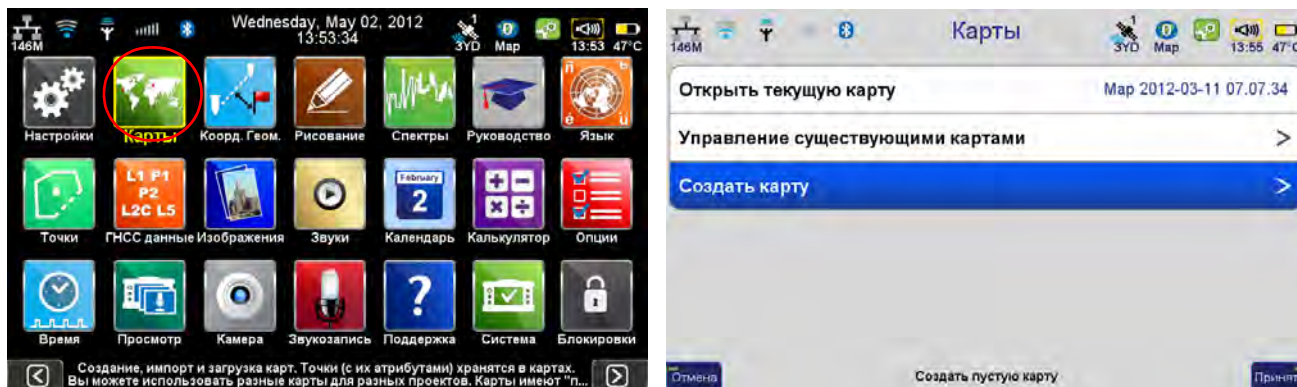 Wednesday, May 02, 2012
13:53:34
146M
1
3YD
Map
13:53
47°C
Настройки
Карты
Коорд. Геом.
Рисование
Спектры
Руководство
ñ
ь
é
ù
Язык
L1 P1
P2
L2C L5
February
2
Точки
ГНСС данные
Изображения
Звуки
Календарь
Калькулятор
Опции
?
Время
Просмотр
Камера
Звукозапись
Поддержка
Система
Блокировки
Создание, импорт и загрузка карт. Точки (с их атрибутами) хранятся в картах.
Вы можете использовать разные карты для разных проектов. Карты имеют "п...
146M
Карты
1
3YD
Map
13:55
47°C
Открыть текущую карту
Map 2012-03-11 07.07.34
Управление существующими картами
>
Создать карту
>
Отмена
Создать пустую карту
Принят